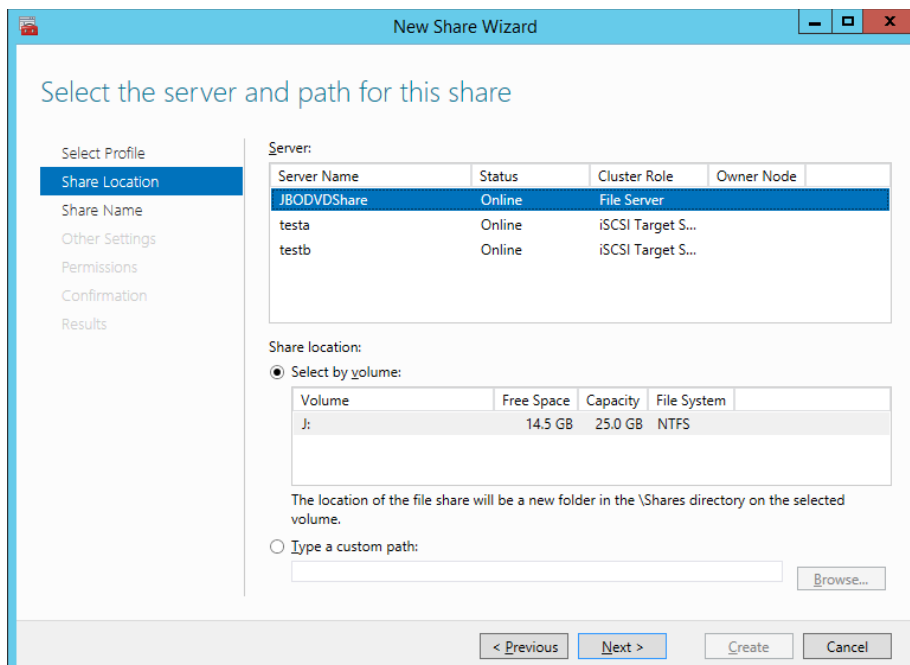 New Share Wizard
Select the server and path for this share
Select Profile
Share Location
Share Name
Other Settings
Permissions
Confirmation
Results
Server:
Server Name Status Cluster Role Owner Node
JBODVDShare Online File Server
testa Online iSCSI Target S...
testb Online iSCSI Target S...
Share location:
Select by volume:
Volume Free Space Capacity File System
J: 14.5 GB 25.0 GB NTFS
The location of the file share will be a new folder in the \Shares directory on the selected
volume.
Type a custom path:
Browse...
< Previous Next > Create Cancel